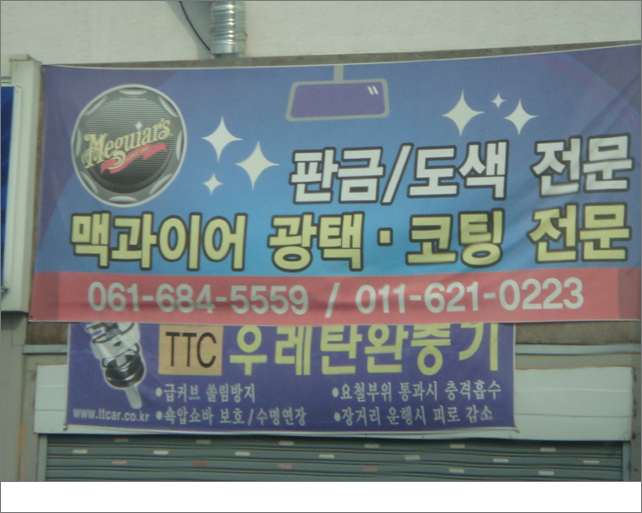 Meguiar's
판금/도색 전문
맥과이어 광택·코팅 전문
061-684-5559 / 011-621-0223
TTC 우레탄완충기
•급커브 쏠림방지 •요철부위 통과시 충격흡수
www.ttcar.co.kr •속압쇼바 보호/수명연장 •장거리 운행시 피로 감소